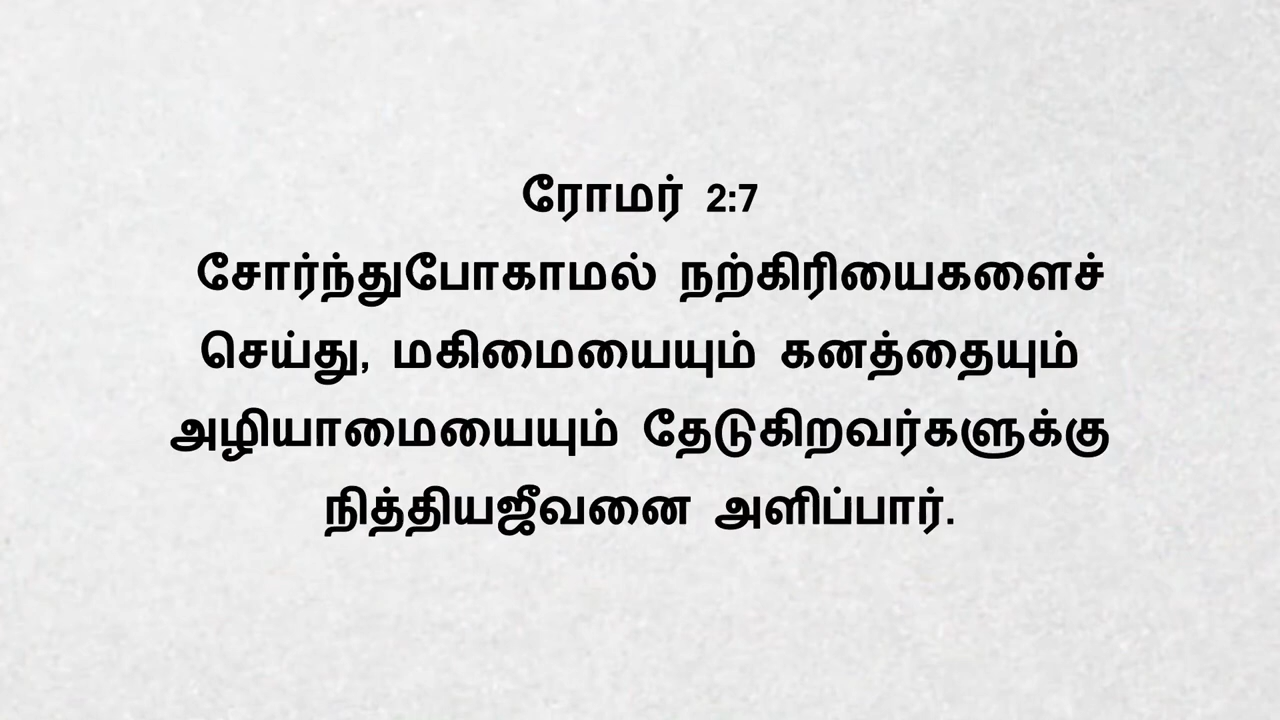 ரோமர் 2:7
சோர்ந்துபோகாமல் நற்கிரியைகளைச்
செய்து, மகிமையையும் கனத்தையும்
அழியாமையையும் தேடுகிறவர்களுக்கு
நித்தியஜீவனை அளிப்பார்.